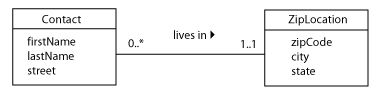 Contact
firstName
lastName
street
0..*
lives in
1..1
ZipLocation
zipCode
city
state